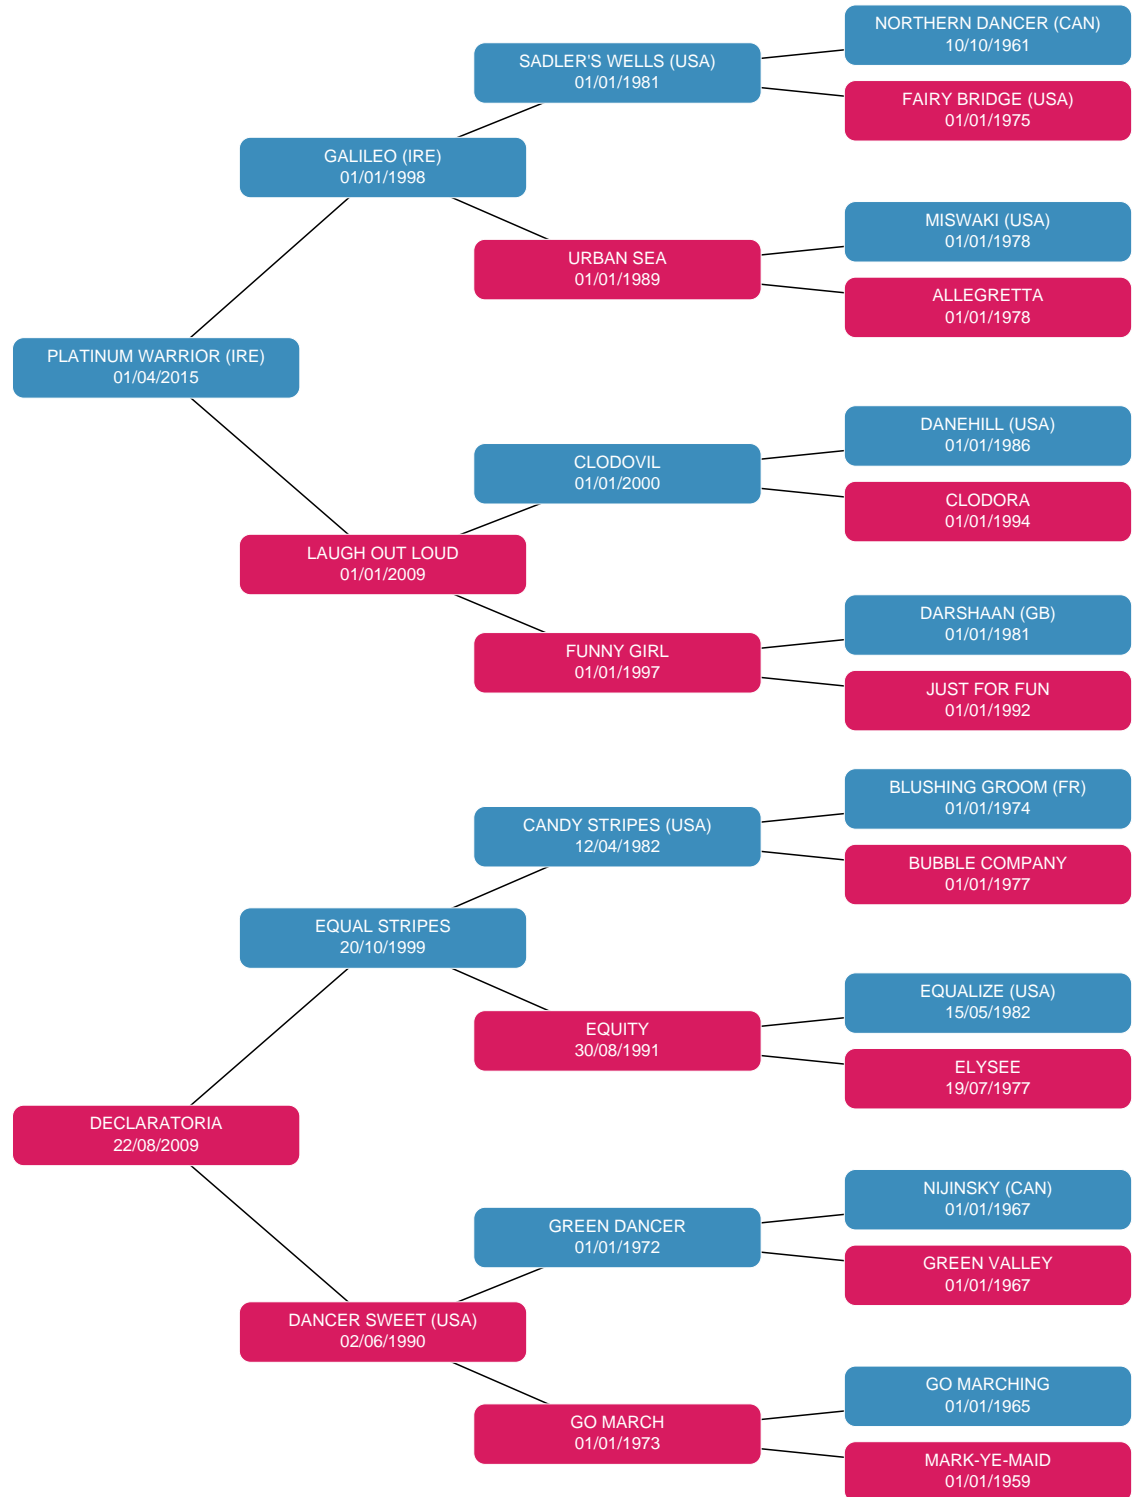 NORTHERN DANCER (CAN)
10/10/1961
SADLER'S WELLS (USA)
01/01/1981
FAIRY BRIDGE (USA)
01/01/1975
GALILEO (IRE)
01/01/1998
MISWAKI (USA)
01/01/1978
URBAN SEA
01/01/1989
ALLEGRETTA
01/01/1978
PLATINUM WARRIOR (IRE)
01/04/2015
DANEHILL (USA)
01/01/1986
CLODOVIL
01/01/2000
CLODORA
01/01/1994
LAUGH OUT LOUD
01/01/2009
DARSHAAN (GB)
01/01/1981
FUNNY GIRL
01/01/1997
JUST FOR FUN
01/01/1992
BLUSHING GROOM (FR)
01/01/1974
CANDY STRIPES (USA)
12/04/1982
BUBBLE COMPANY
01/01/1977
EQUAL STRIPES
20/10/1999
EQUALIZE (USA)
15/05/1982
EQUITY
30/08/1991
ELYSEE
19/07/1977
DECLARATORIA
22/08/2009
NIJINSKY (CAN)
01/01/1967
GREEN DANCER
01/01/1972
GREEN VALLEY
01/01/1967
DANCER SWEET (USA)
02/06/1990
GO MARCHING
01/01/1965
GO MARCH
01/01/1973
MARK-YE-MAID
01/01/1959